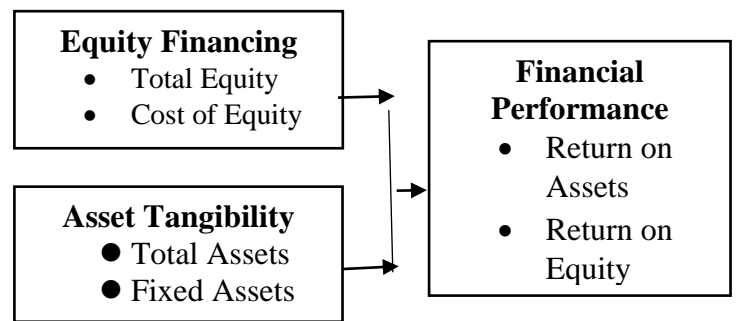 Equity Financing
• Total Equity
• Cost of Equity
Asset Tangibility
● Total Assets
● Fixed Assets
Financial
Performance
• Return on
Assets
• Return on
Equity